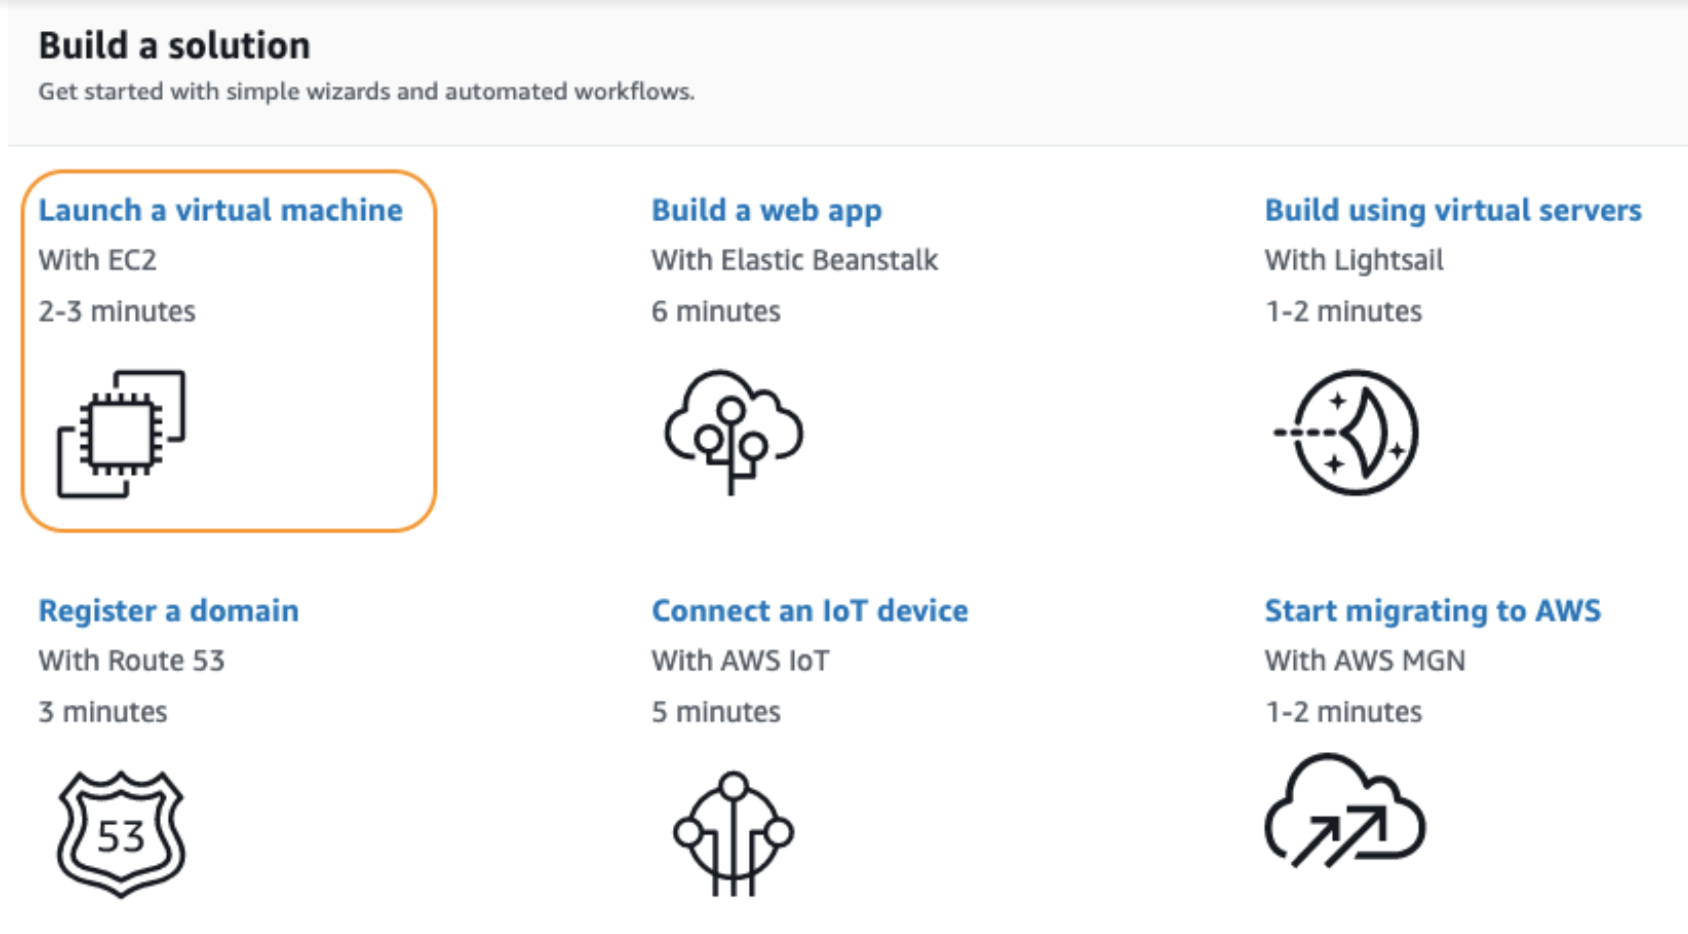 Build a solution
Get started with simple wizards and automated workflows.
Launch a virtual machine
With EC2
2-3 minutes
Build a web app
With Elastic Beanstalk
6 minutes
Build using virtual servers
With Lightsail
1-2 minutes
Register a domain
With Route 53
3 minutes
53
Connect an IoT device
With AWS IoT
5 minutes
Start migrating to AWS
With AWS MGN
1-2 minutes